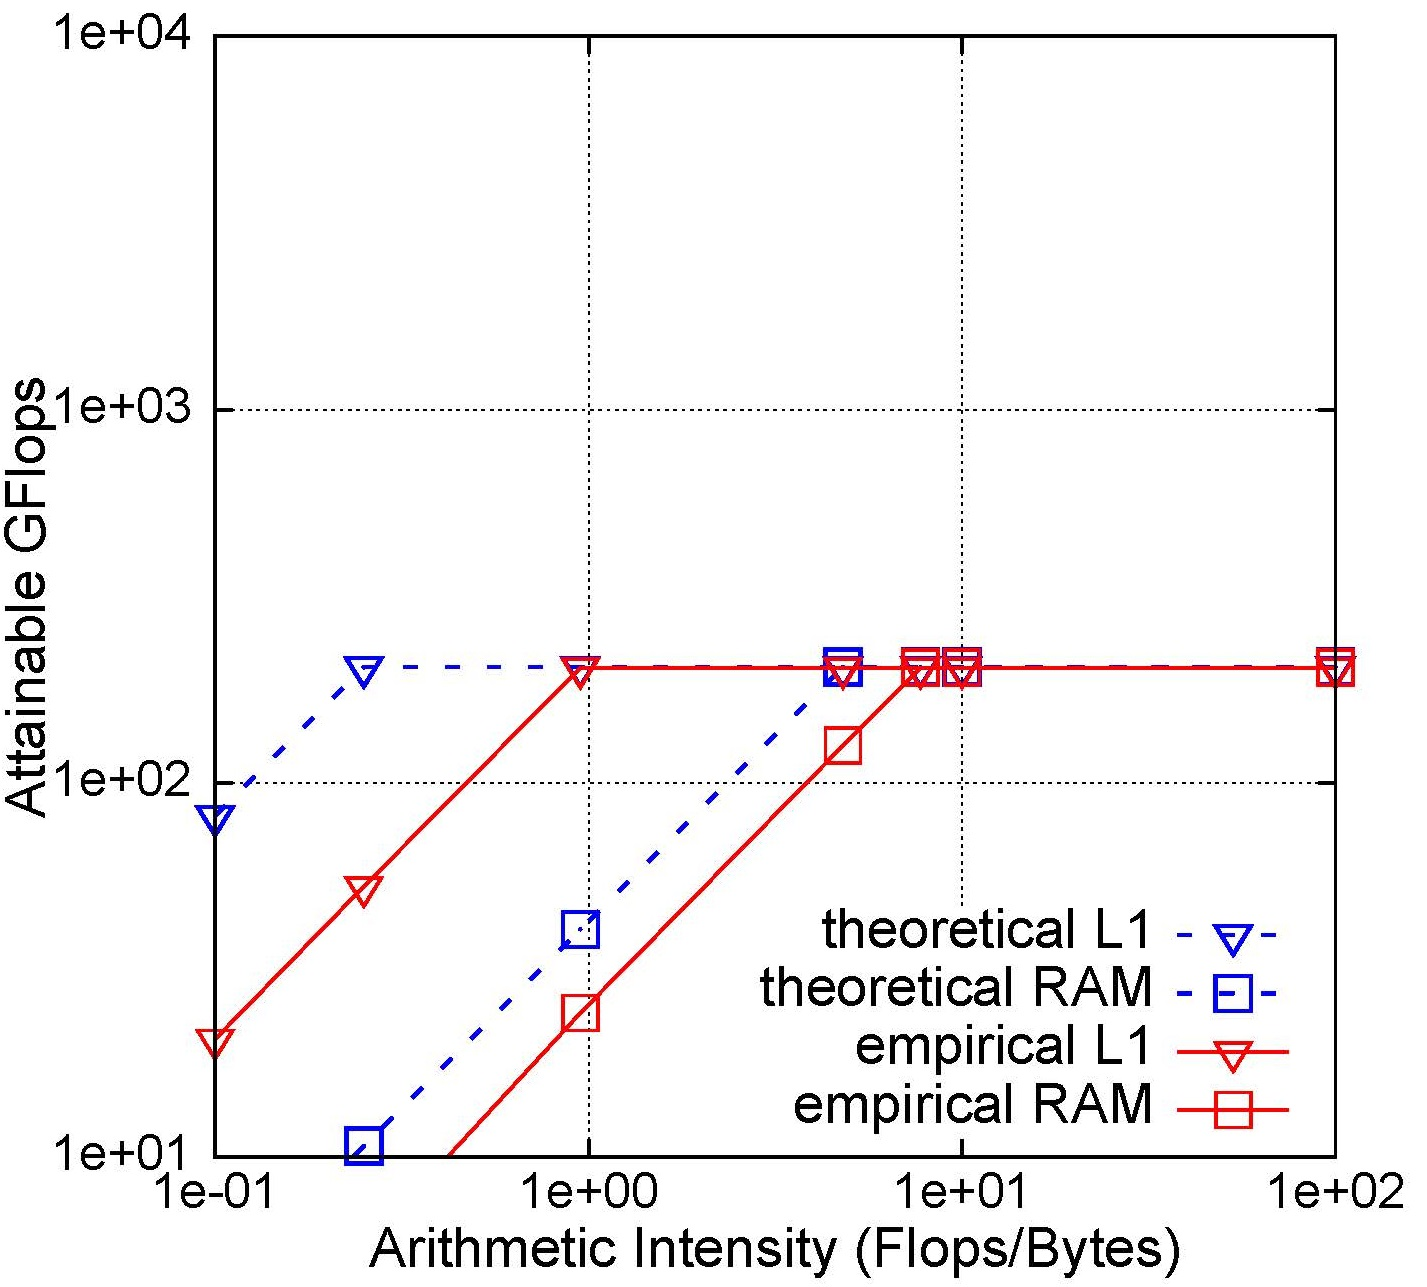 1e+04
1e+03
1e+02
1e+01
Attainable GFlops
theoretical L1
theoretical RAM
empirical L1
empirical RAM
1e-01 1e+00 1e+01 1e+02
Arithmetic Intensity (Flops/Bytes)